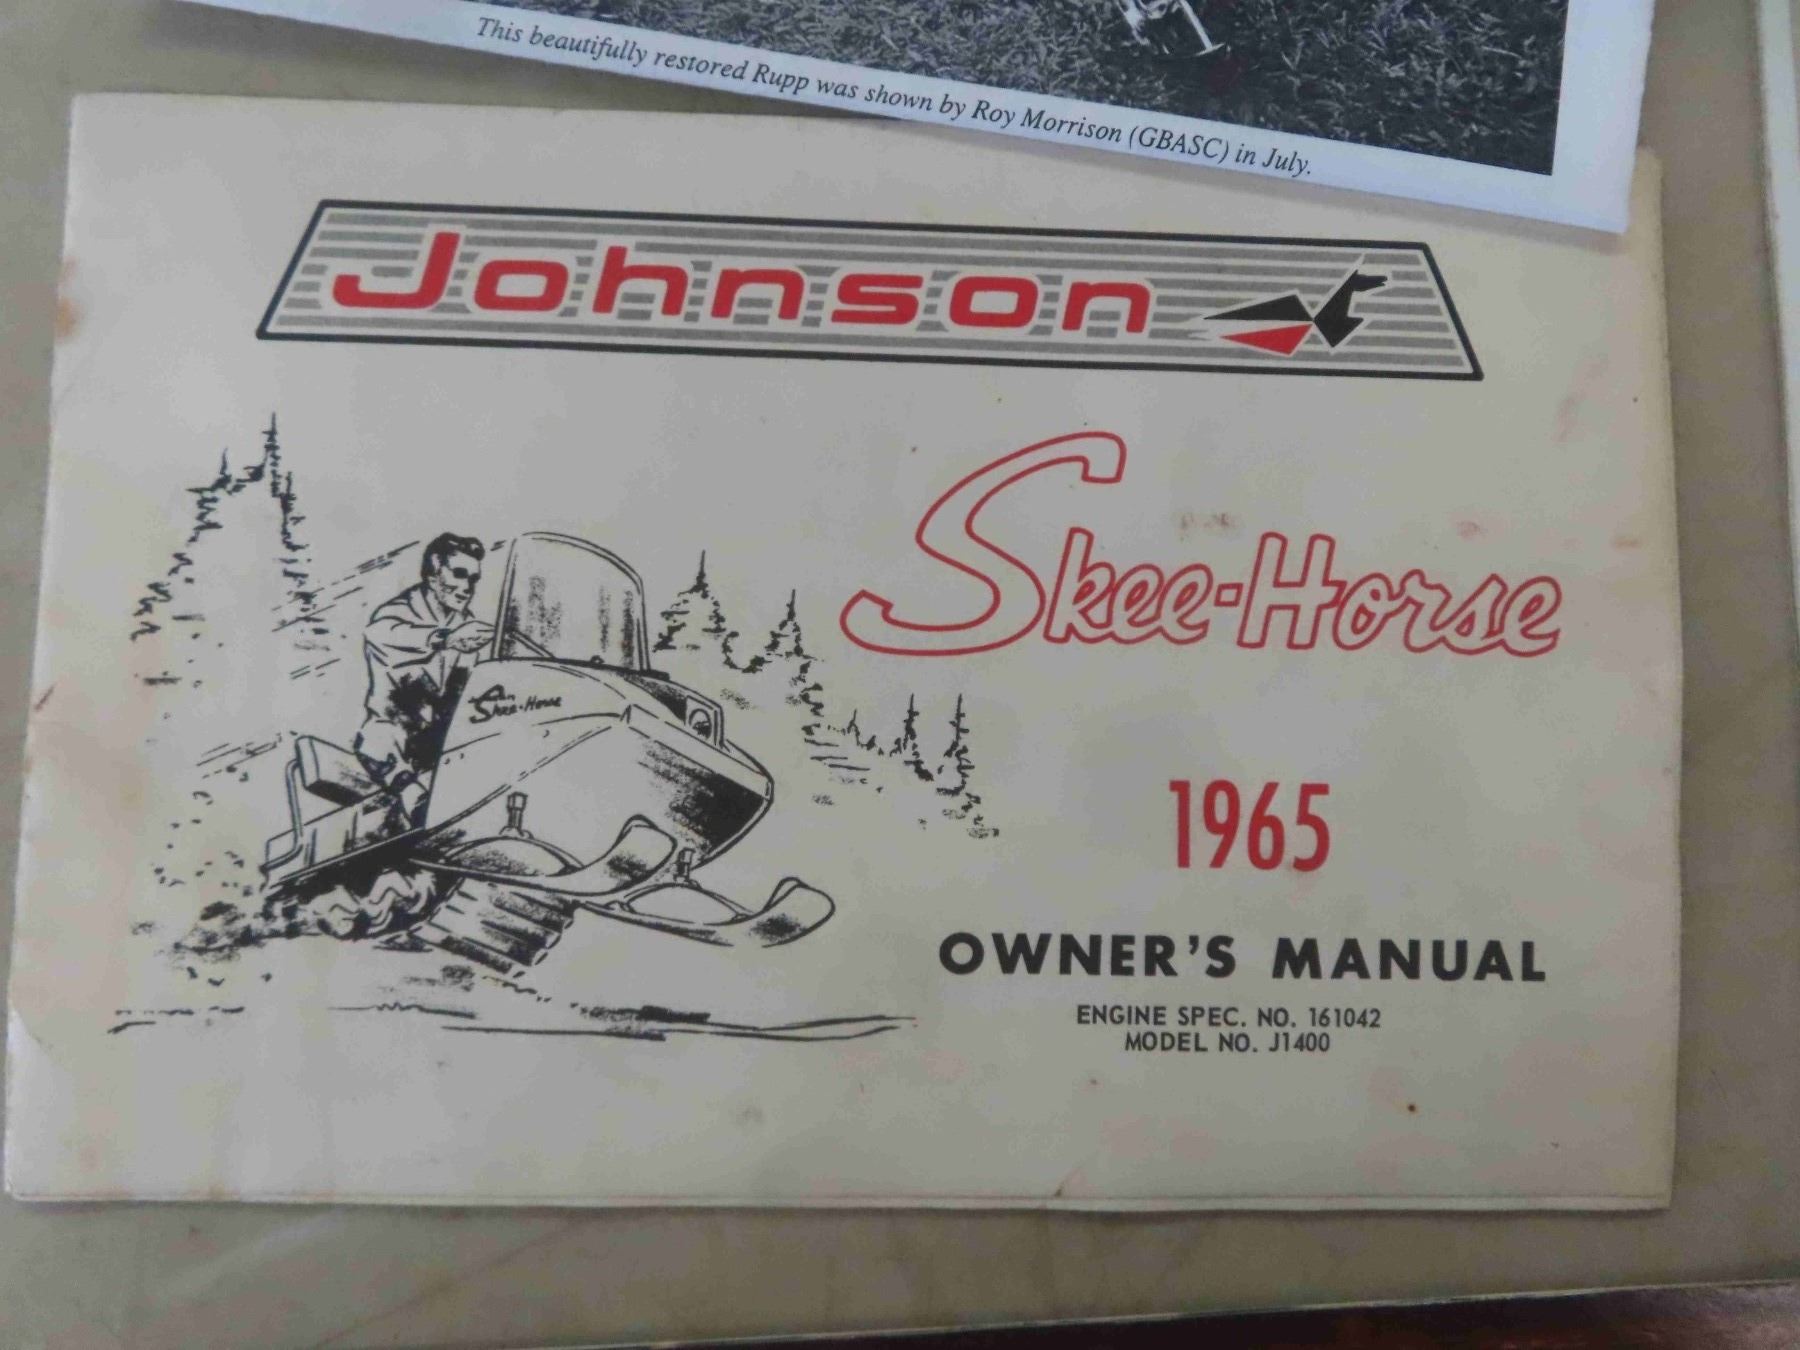 This beautifully restored Rupp was shown by Roy Morrison (GBASC) in July.
Johnson
Skee-Horse
Skee-Horse
1965
OWNER'S MANUAL
ENGINE SPEC. NO. 161042
MODEL NO. J1400